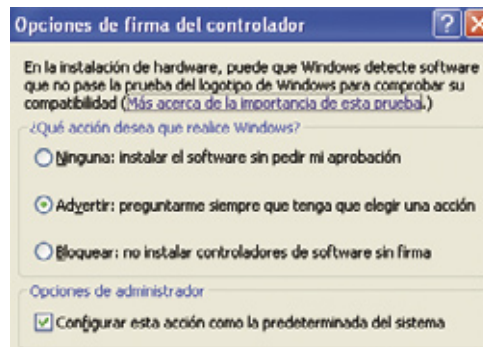 Opciones de firma del controlador
En la instalación de hardware, puede que Windows detecte software
que no pase la prueba del logotipo de Windows para comprobar su
compatibilidad (Más acerca de la importancia de esta prueba.)
¿Qué acción desea que realice Windows?
Ninguna: instalar el software sin pedir mi aprobación
Advertir: preguntarme siempre que tenga que elegir una acción
Bloquear: no instalar controladores de software sin firma
Opciones de administrador
Configurar esta acción como la predeterminada del sistema